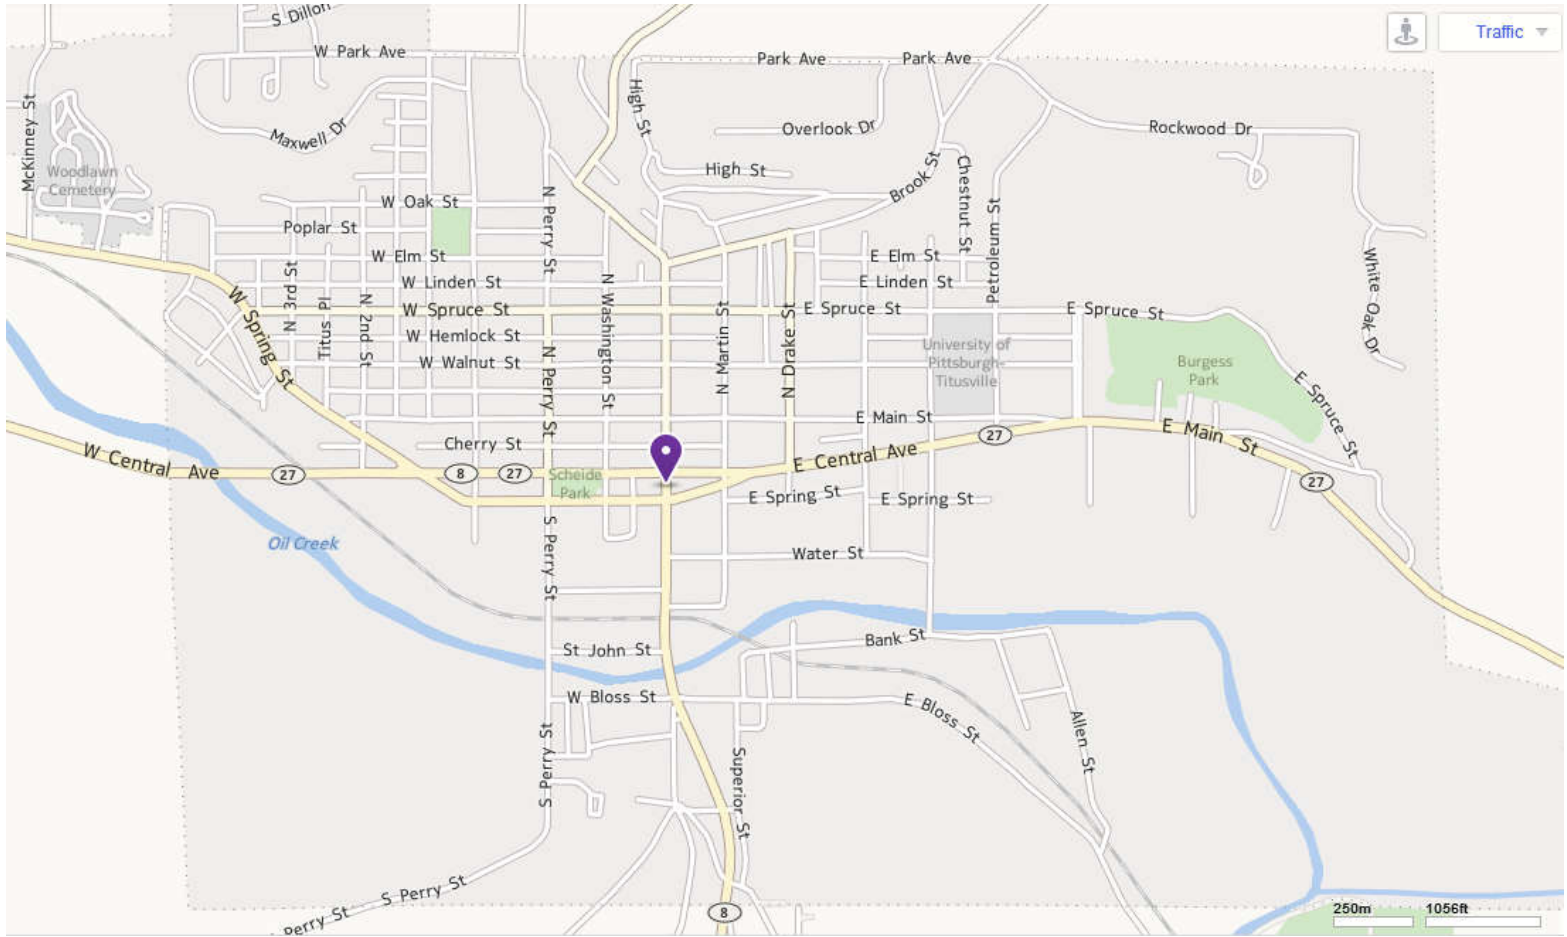 S Dillon
W Park Ave
Park Ave
Park Ave
Traffic
McKinney St
High St
Maxwell Dr
Overlook Dr
Rockwood Dr
Woodlawn
Cemetery
High St
Brook St
Chestnut St
N Perry St
W Oak St
Poplar St
Petroleum St
W Elm St
E Elm St
White Oak Dr
N 3rd St
W Linden St
E Linden St
W Spring St
Titus Pl
N 2nd St
W Spruce St
N Washington St
N Martin St
N Drake St
E Spruce St
E Spruce St
W Hemlock St
University of
Pittsburgh-
Titusville
W Walnut St
N Perry St
Burgess
Park
E Spruce St
E Main St
E Main St
Cherry St
27
W Central Ave
27
8
27
Scheide
Park
E Central Ave
27
E Spring St
E Spring St
Oil Creek
S Perry St
Water St
St John St
Bank St
W Bloss St
E Bloss St
Allen St
S Perry St
Superior St
S Perry St
Perry St
8
250m
1056ft